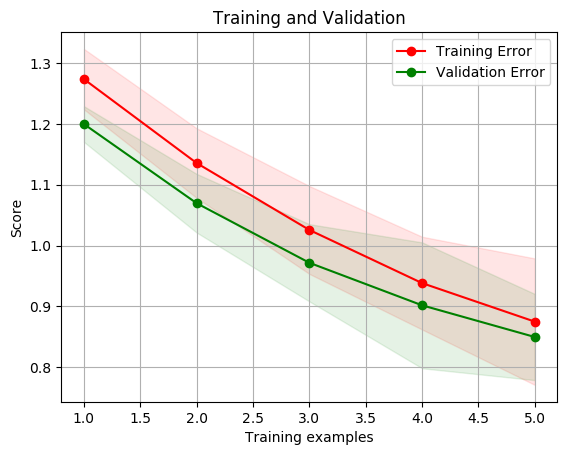 Training and Validation
Training Error
Validation Error
Score
1.3
1.2
1.1
1.0
0.9
0.8
1.0 1.5 2.0 2.5 3.0 3.5 4.0 4.5 5.0
Training examples